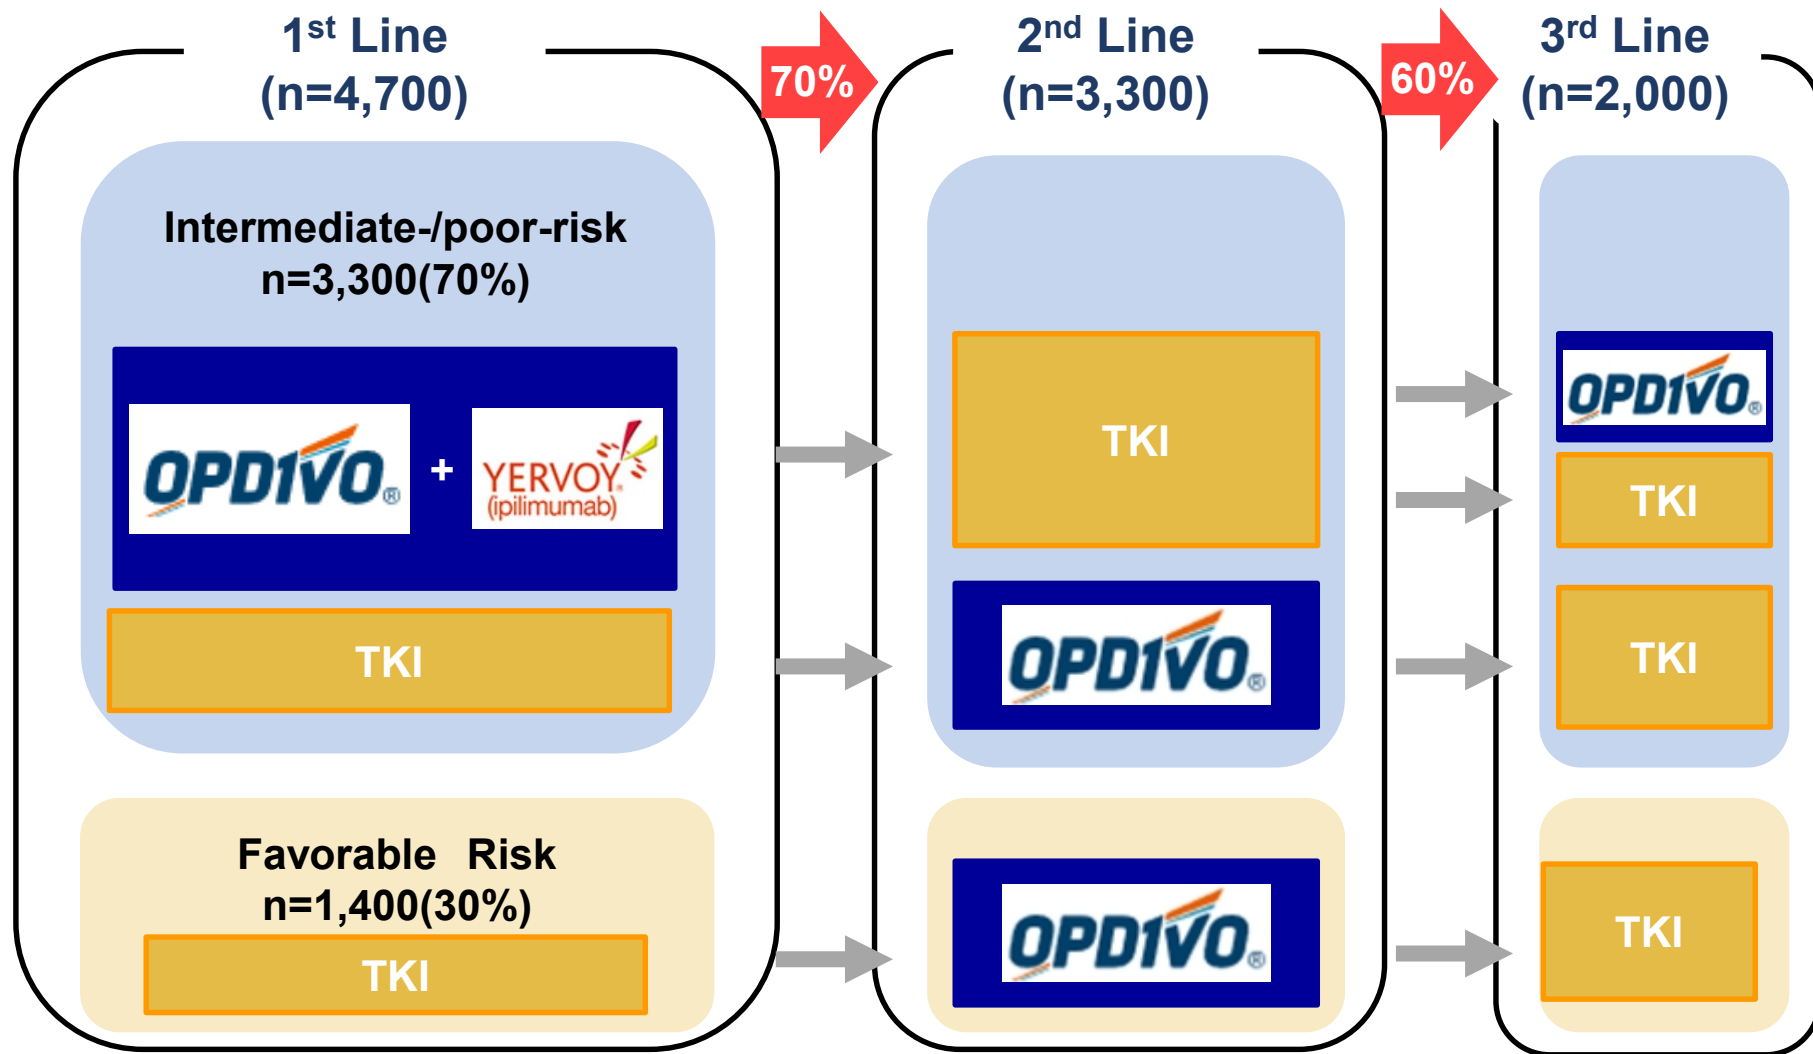 1st Line
(n=4,700)
70%
2nd Line
(n=3,300)
60%
3rd Line
(n=2,000)
Intermediate-/poor-risk
n=3,300(70%)
OPDIVO®
+
YERVOY®
(ipilimumab)
TKI
TKI
OPDIVO®
OPDIVO®
TKI
TKI
Favorable Risk
n=1,400(30%)
TKI
OPDIVO®
TKI